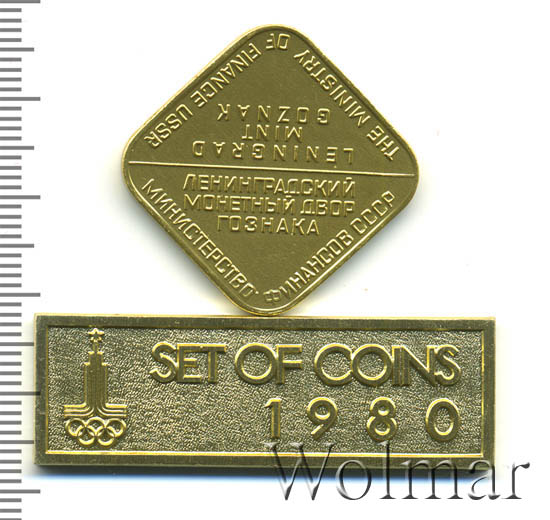 THE MINISTRY OF FINANCE USSR
LENINGRAD
MINT
GOZNAK
ЛЕНИНГРАДСКИЙ
МОНЕТНЫЙ ДВОР
ГОЗНАКА
МИНИСТЕРСТВО ФИНАНСОВ СССР
SET OF COINS
1980
Wolmar